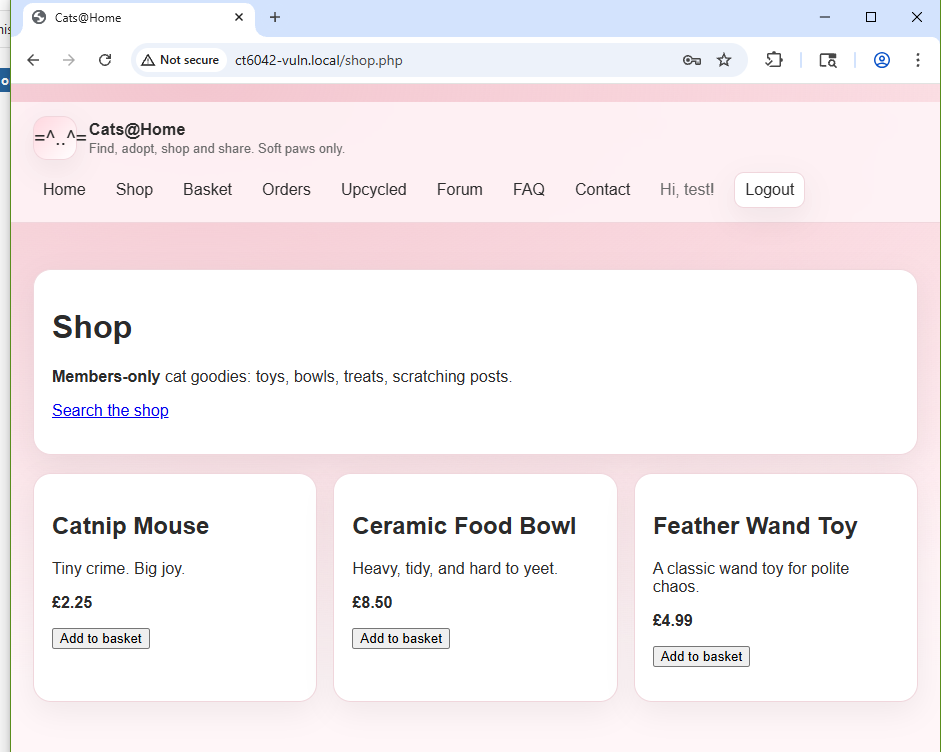 Cats@Home
Not secure ct6042-vuln.local/shop.php
=^..^= Cats@Home
Find, adopt, shop and share. Soft paws only.
Home Shop Basket Orders Upcycled Forum FAQ Contact Hi, test! Logout
Shop
Members-only cat goodies: toys, bowls, treats, scratching posts.
Search the shop
Catnip Mouse
Tiny crime. Big joy.
£2.25
Add to basket
Ceramic Food Bowl
Heavy, tidy, and hard to yeet.
£8.50
Add to basket
Feather Wand Toy
A classic wand toy for polite
chaos.
£4.99
Add to basket